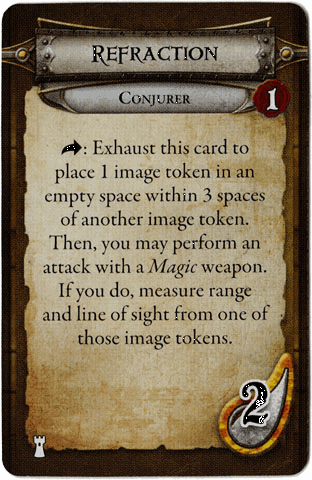 REFRACTION
CONJURER
1
: Exhaust this card to
place 1 image token in an
empty space within 3 spaces
of another image token.
Then, you may perform an
attack with a Magic weapon.
If you do, measure range
and line of sight from one of
those image tokens.
2